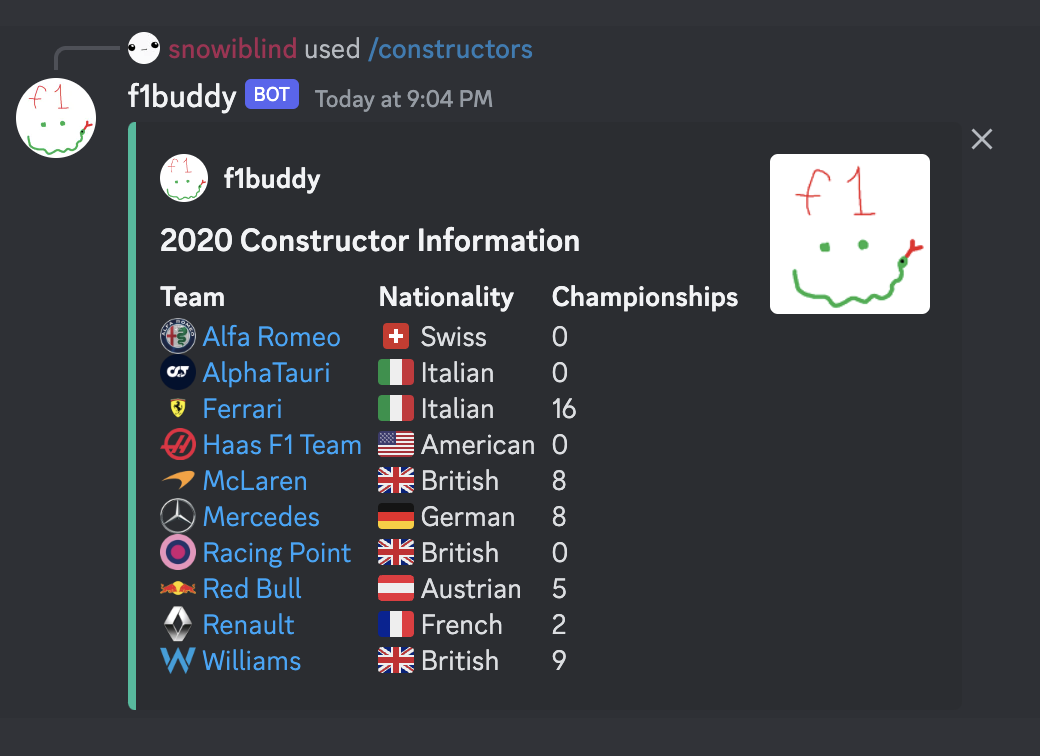 snowiblind used /constructors
f1buddy BOT Today at 9:04 PM
f1
f1
f1buddy
f1
2020 Constructor Information
Team Nationality Championships
Alfa Romeo Swiss 0
AlphaTauri Italian 0
Ferrari Italian 16
Haas F1 Team American 0
McLaren British 8
Mercedes German 8
Racing Point British 0
Red Bull Austrian 5
Renault French 2
Williams British 9